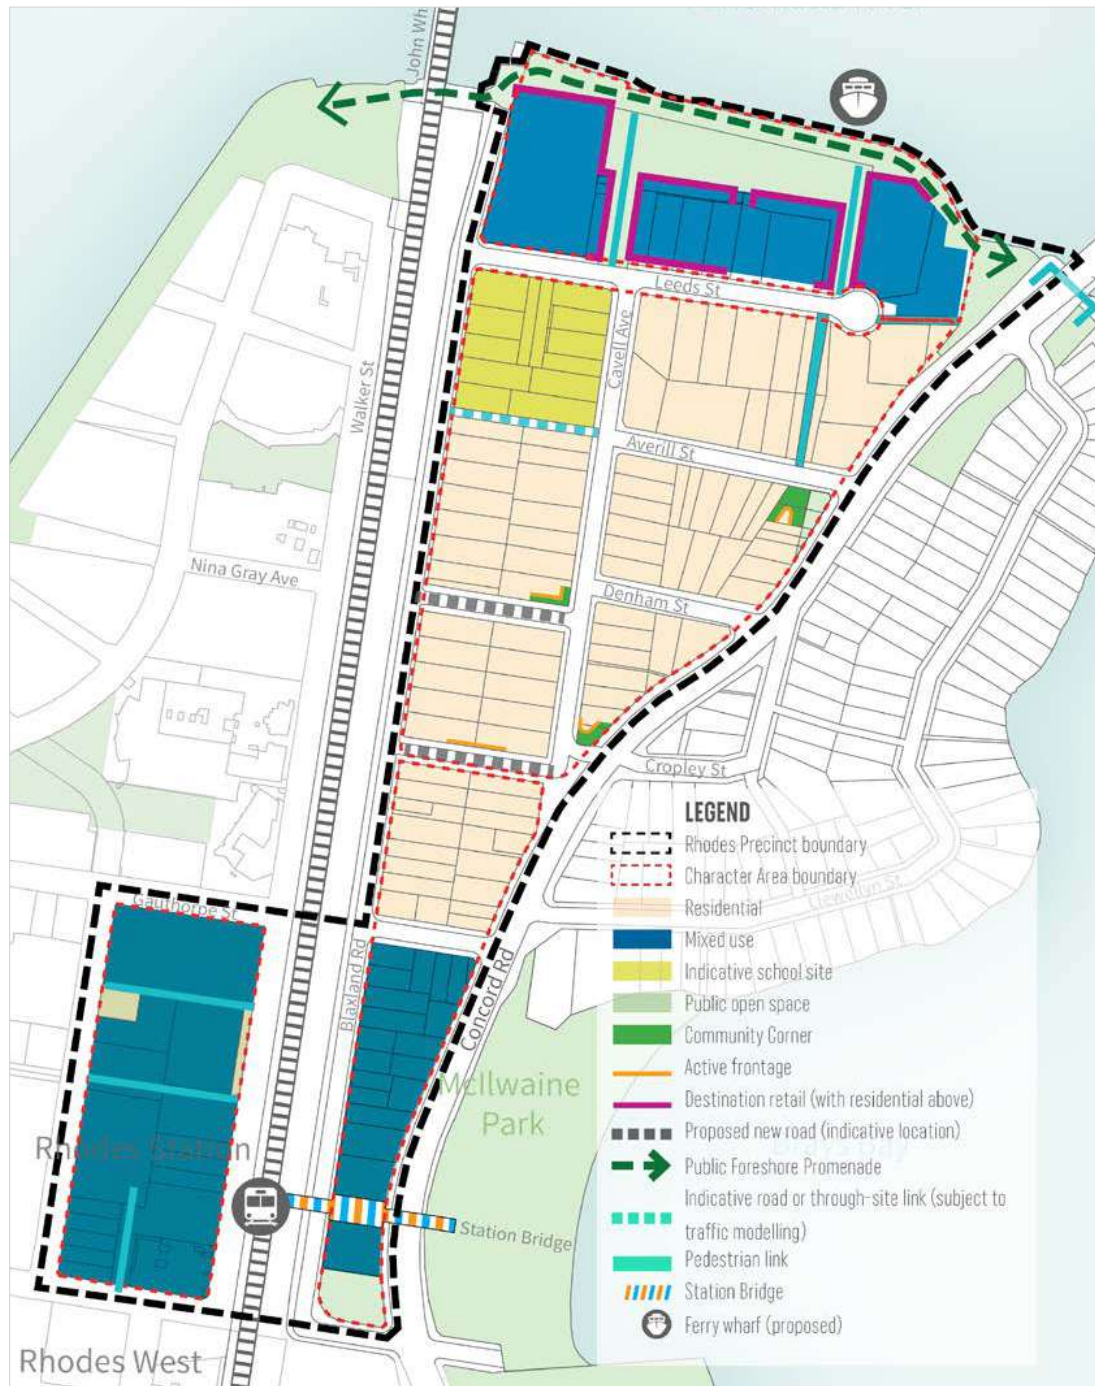 John Wh
Leeds St
Cavell Ave
Walker St
Averill St
Nina Gray Ave
Denham St
Cropley St
LEGEND
Rhodes Precinct boundary
Character Area boundary
Llewellyn St
Residential
Gauthorpe St
Mixed use
Indicative school site
Blaxland Rd
Concord Rd
Public open space
Community Corner
Active frontage
McIlwaine
Park
Destination retail (with residential above)
Proposed new road (indicative location)
Rhodes Station
Brays Bay
Public Foreshore Promenade
Indicative road or through-site link (subject to
traffic modelling)
Station Bridge
Pedestrian link
Station Bridge
Ferry wharf (proposed)
Rhodes West